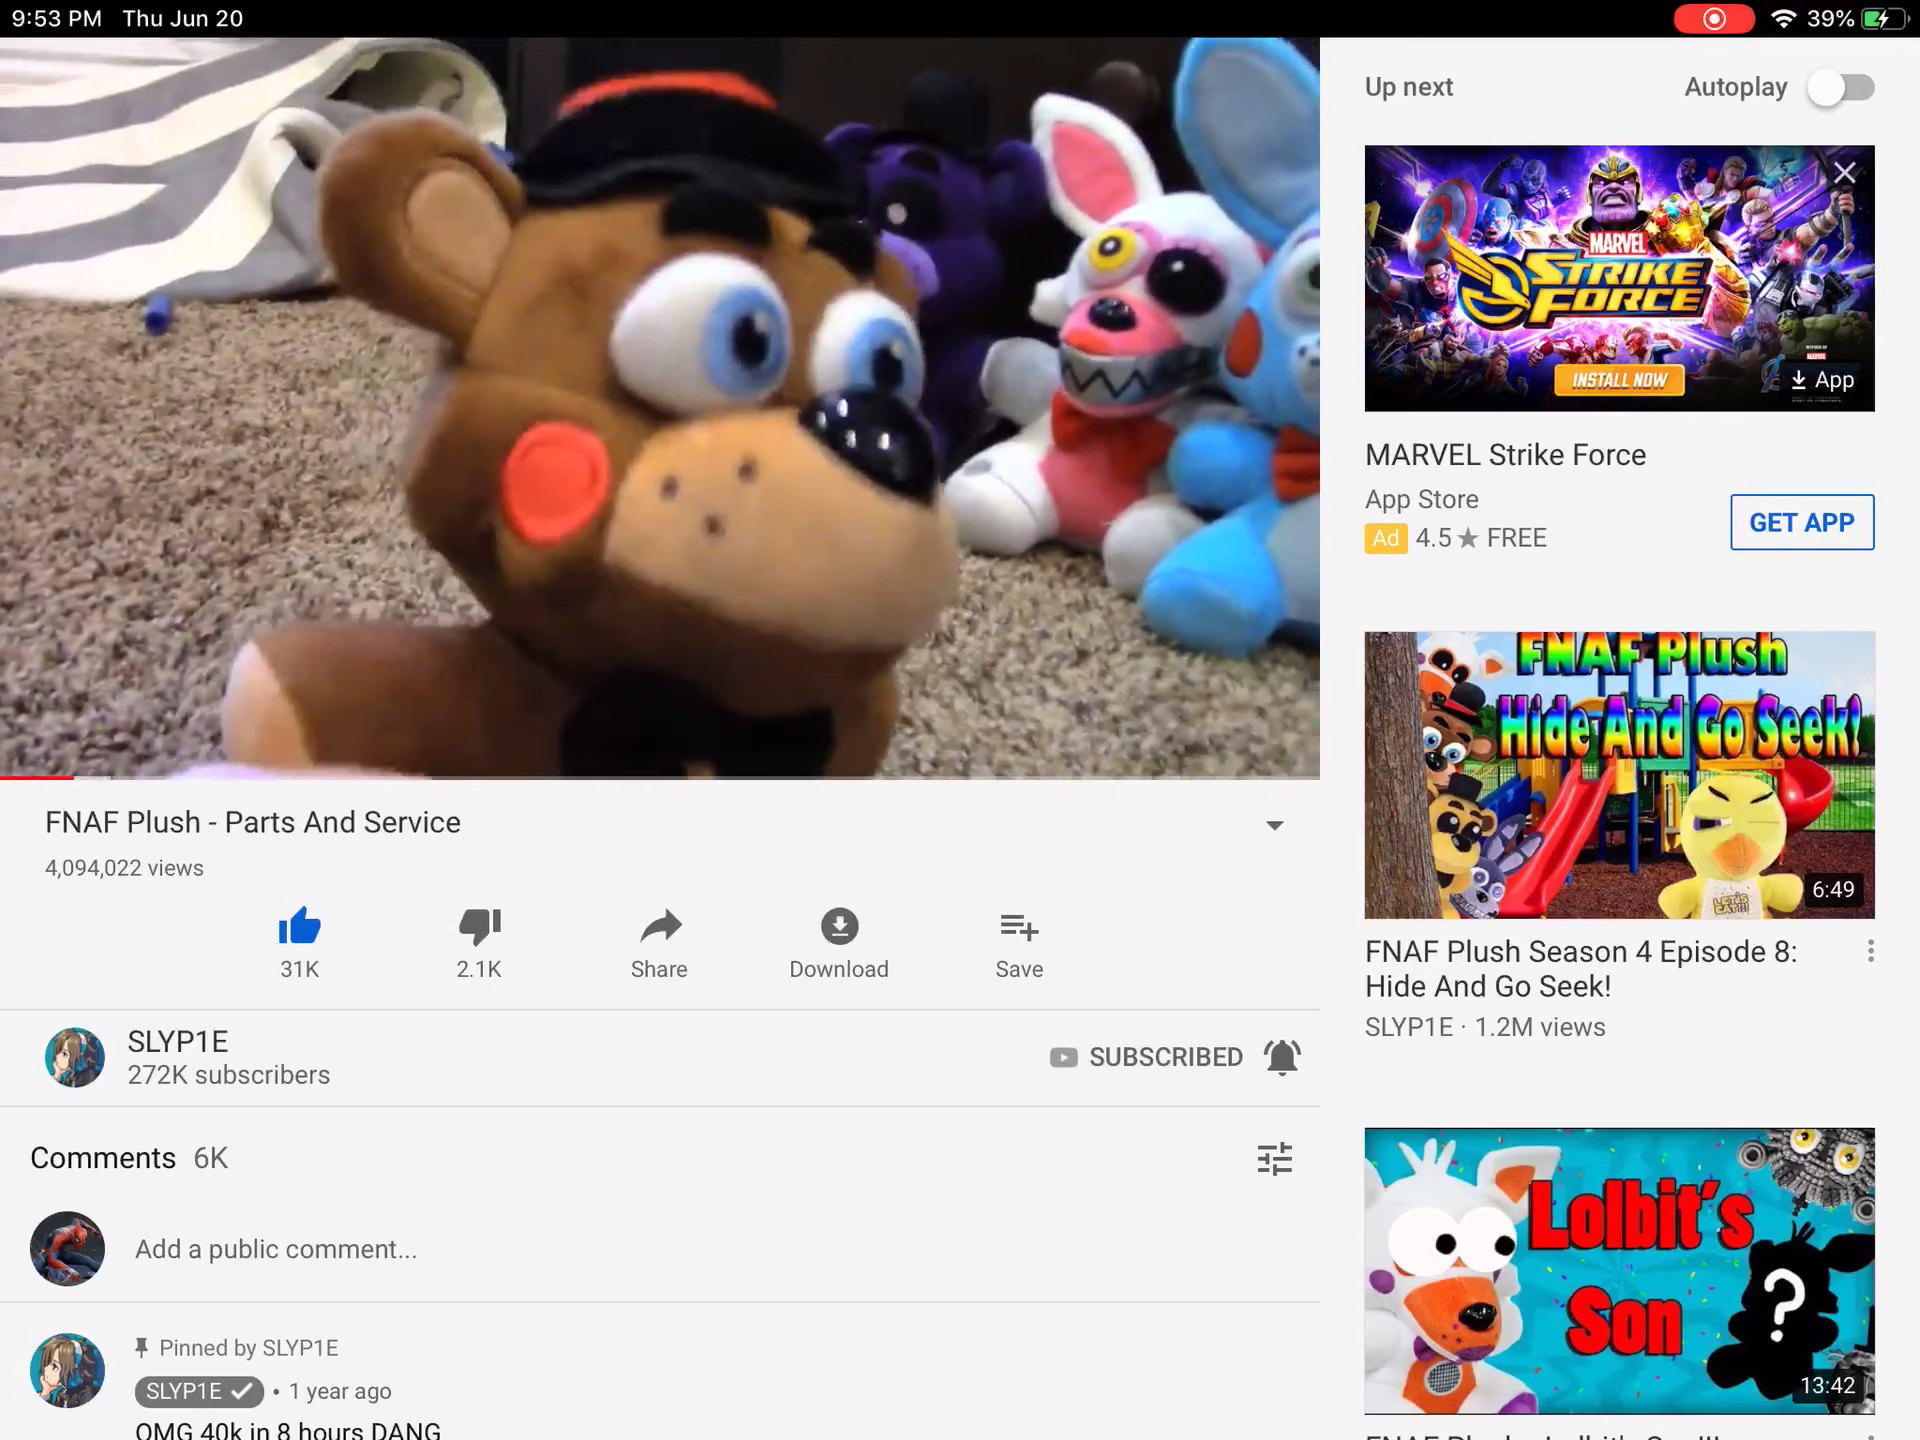 9:53 PM Thu Jun 20
39%
FNAF Plush - Parts And Service
4,094,022 views
31K
2.1K
Share
Download
Save
SLYP1E
272K subscribers
SUBSCRIBED
Comments 6K
Add a public comment...
Pinned by SLYP1E
SLYP1E • 1 year ago
OMG 40k in 8 hours DANG
Up next
Autoplay
MARVEL
STRIKE
FORCE
INSTALL NOW
App
MARVEL Strike Force
App Store
Ad 4.5 ★ FREE
GET APP
FNAF Plush
Hide And Go Seek!
LET'S
EAT!!!
6:49
FNAF Plush Season 4 Episode 8:
Hide And Go Seek!
SLYP1E · 1.2M views
Lolbit's
Son
?
13:42